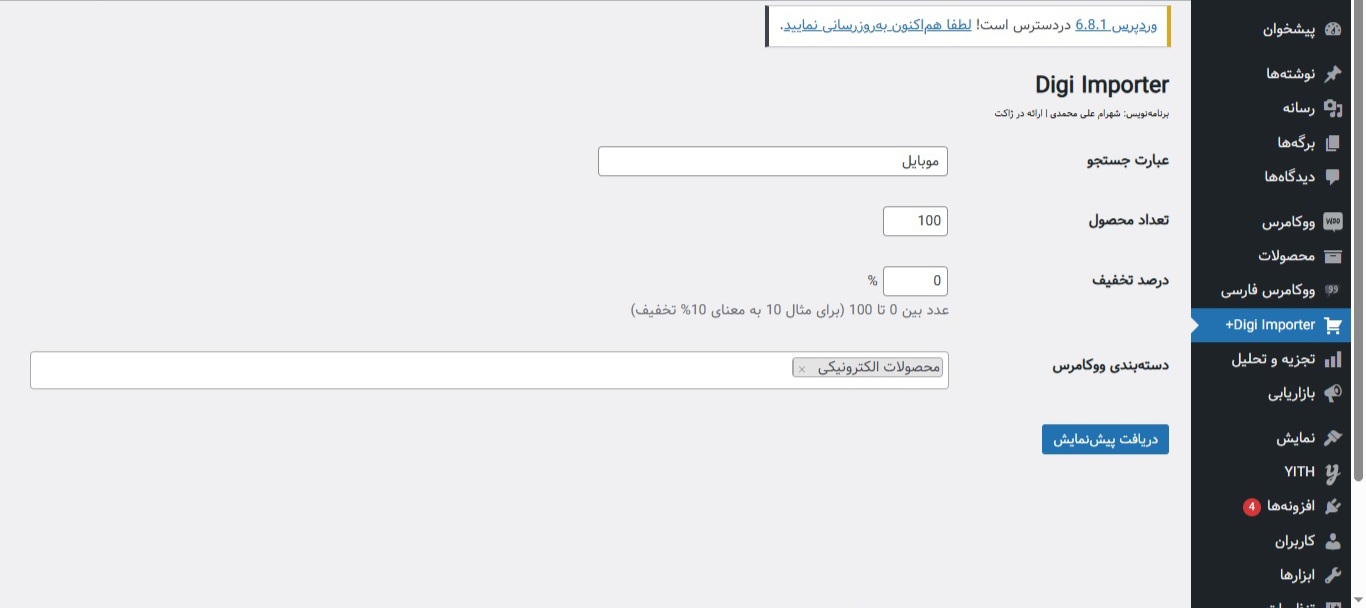 وردپرس 6.8.1 دردسترس است! لطفا هم‌اکنون به‌روزرسانی نمایید.
Digi Importer
برنامه‌نویس: شهرام علی محمدی | ارائه در ژاکت
عبارت جستجو
موبایل
تعداد محصول
100
درصد تخفیف
0 %
عدد بین 0 تا 100 (برای مثال 10 به معنای 10% تخفیف)
دسته‌بندی ووکامرس
محصولات الکترونیکی ×
دریافت پیش‌نمایش
پیشخوان
نوشته‌ها
رسانه
برگه‌ها
دیدگاه‌ها
ووکامرس
محصولات
ووکامرس فارسی
Digi Importer+
تجزیه و تحلیل
بازاریابی
نمایش
YITH
افزونه‌ها 4
کاربران
ابزارها